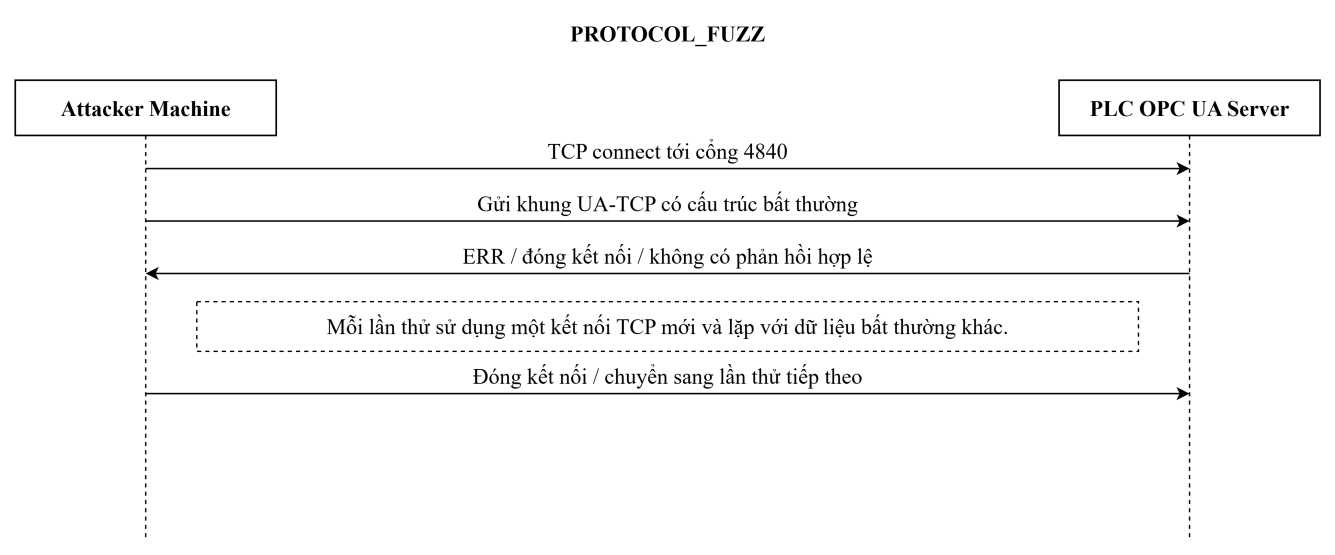 PROTOCOL_FUZZ
Attacker Machine
PLC OPC UA Server
TCP connect tới cổng 4840
Gửi khung UA-TCP có cấu trúc bất thường
ERR / đóng kết nối / không có phản hồi hợp lệ
Mỗi lần thử sử dụng một kết nối TCP mới và lặp với dữ liệu bất thường khác.
Đóng kết nối / chuyển sang lần thử tiếp theo